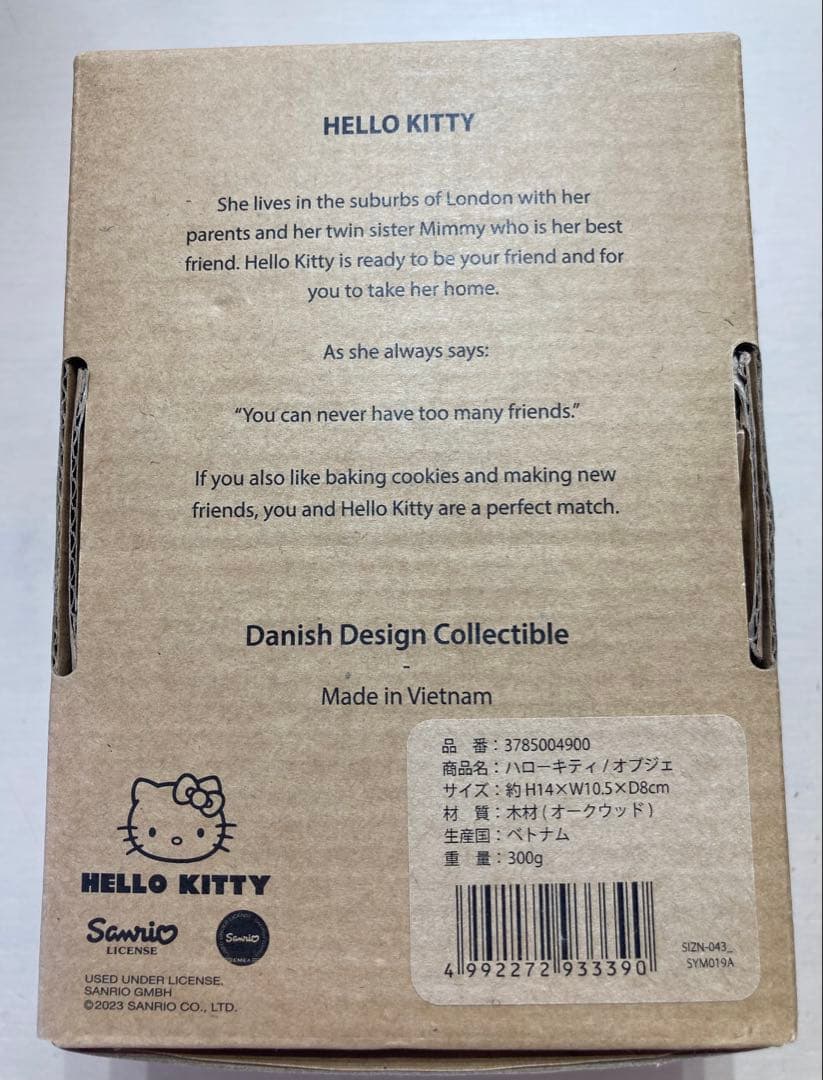 HELLO KITTY
She lives in the suburbs of London with her
parents and her twin sister Mimmy who is her best
friend. Hello Kitty is ready to be your friend and for
you to take her home.
As she always says:
“You can never have too many friends.”
If you also like baking cookies and making new
friends, you and Hello Kitty are a perfect match.
Danish Design Collectible
-
Made in Vietnam
品 番：3785004900
商品名：ハローキティ / オブジェ
サイズ：約 H14×W10.5×D8cm
材 質：木材 ( オークウッド )
生産国：ベトナム
重 量：300g
4 992272 933390
SIZN-043_
SYM019A
HELLO KITTY
Sanrio
LICENSE
Sanrio
USED UNDER LICENSE.
SANRIO GMBH
©2023 SANRIO CO., LTD.